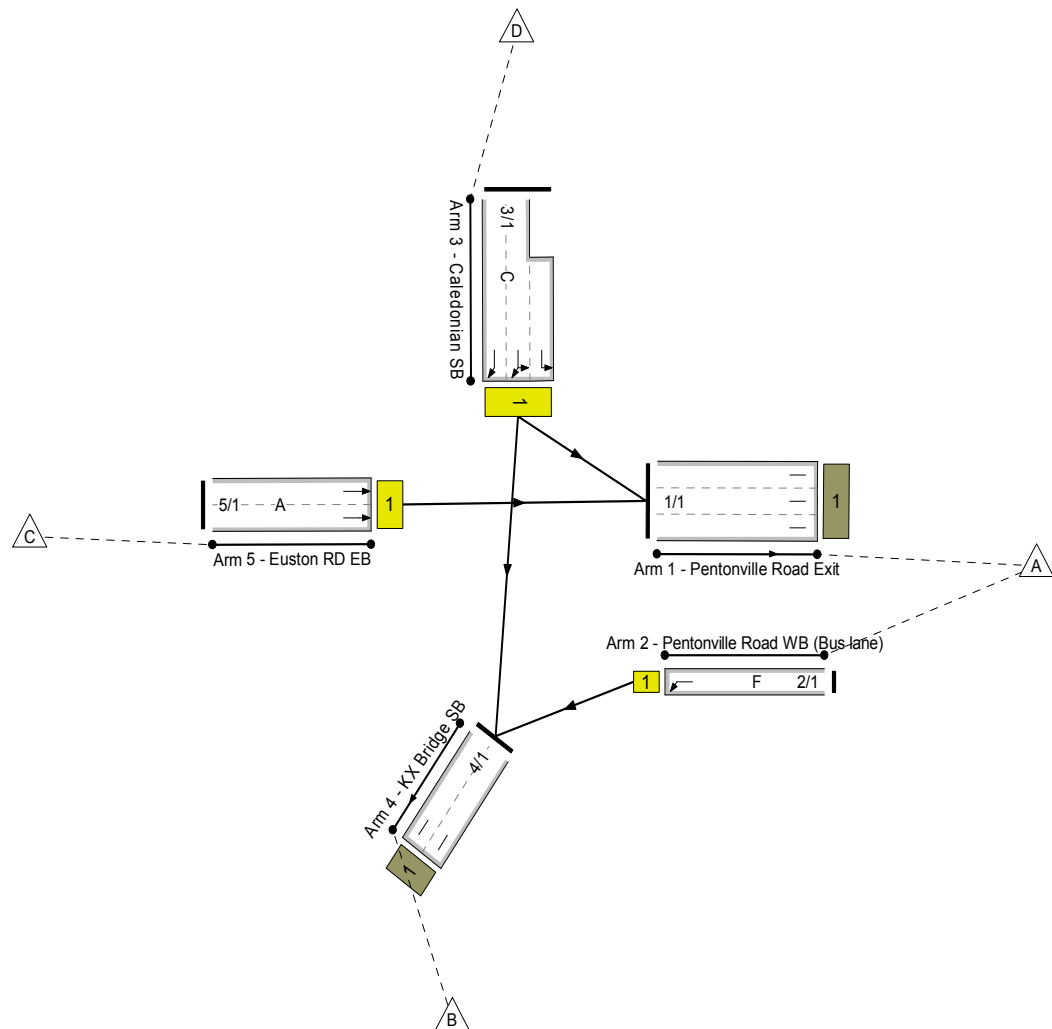 D
Arm 3 - Caledonian SB
3/1
C
1
5/1 A
1
Arm 5 - Euston RD EB
C
1/1
1
Arm 1 - Pentonville Road Exit
A
Arm 2 - Pentonville Road WB (Bus lane)
1
F 2/1
Arm 4 - KX Bridge SB
4/1
1
B